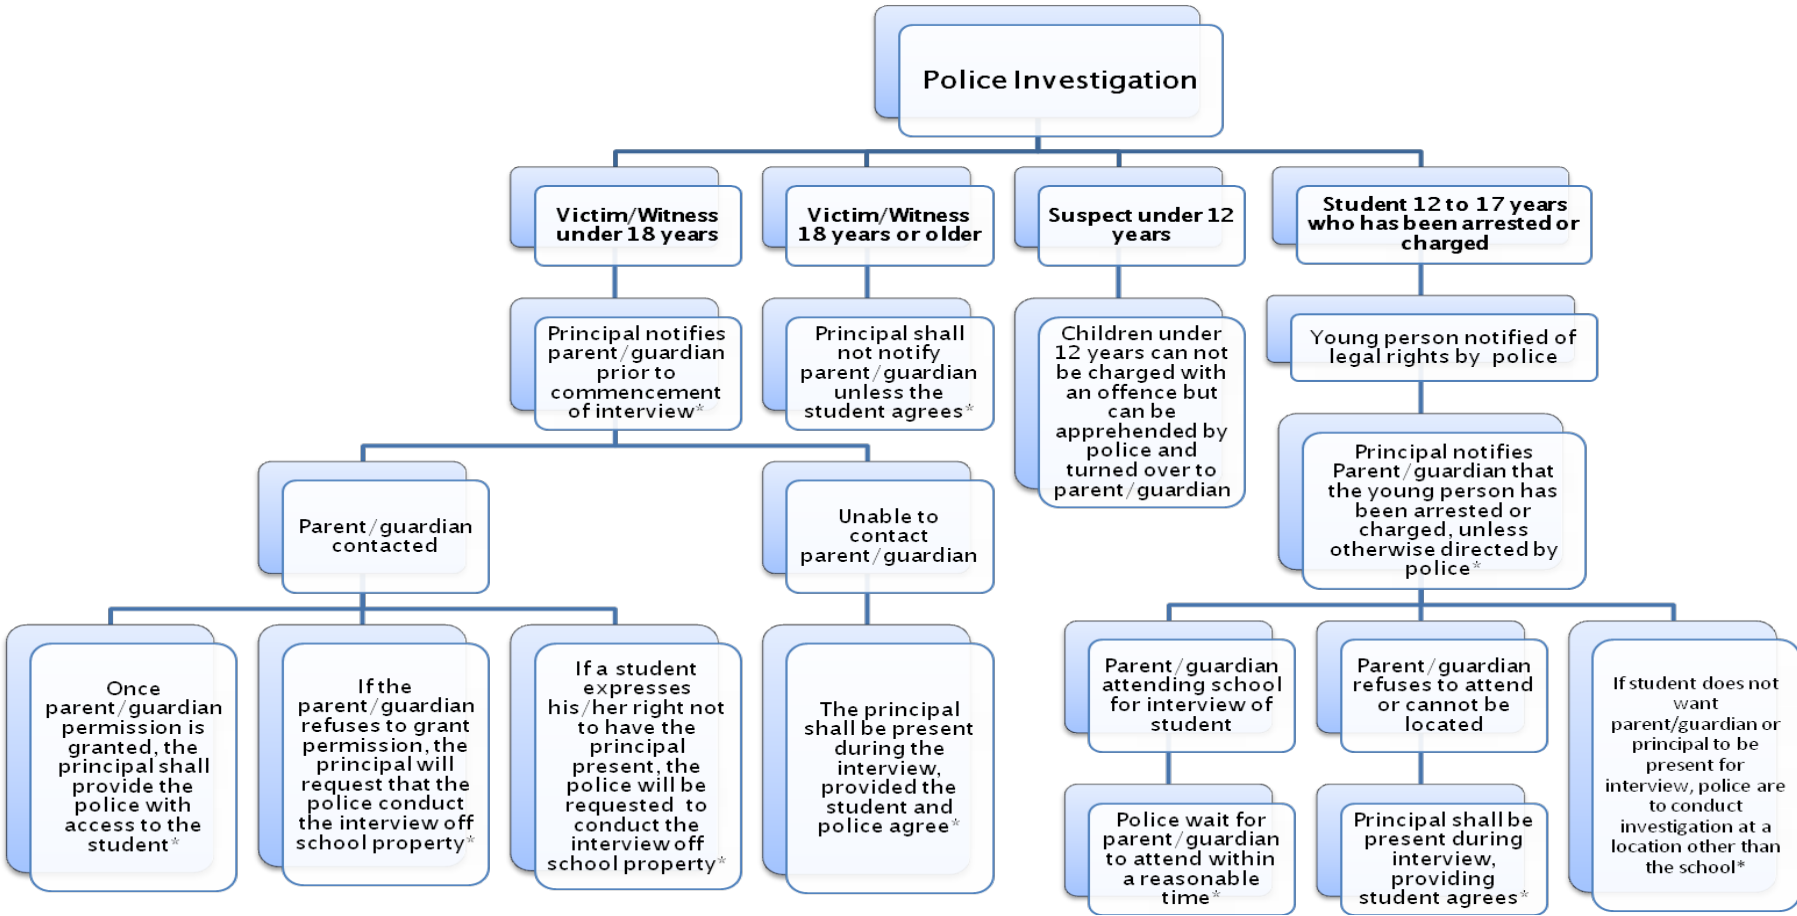 Police Investigation
Victim/Witness
under 18 years
Victim/Witness
18 years or older
Suspect under 12
years
Student 12 to 17 years
who has been arrested or
charged
Principal notifies
parent/guardian
prior to
commencement
of interview*
Principal shall
not notify
parent/guardian
unless the
student agrees*
Children under
12 years can not
be charged with
an offence but
can be
apprehended by
police and
turned over to
parent/guardian
Young person notified of
legal rights by police
Principal notifies
Parent/guardian that
the young person has
been arrested or
charged, unless
otherwise directed by
police*
Parent/guardian
contacted
Unable to
contact
parent/guardian
Once
parent/guardian
permission is
granted, the
principal shall
provide the
police with
access to the
student*
If the
parent/guardian
refuses to grant
permission, the
principal will
request that the
police conduct
the interview off
school property*
If a student
expresses
his/her right not
to have the
principal
present, the
police will be
requested to
conduct the
interview off
school property*
The principal
shall be present
during the
interview,
provided the
student and
police agree*
Parent/guardian
attending school
for interview of
student
Parent/guardian
refuses to attend
or cannot be
located
If student does not
want
parent/guardian or
principal to be
present for
interview, police are
to conduct
investigation at a
location other than
the school*
Police wait for
parent/guardian
to attend within
a reasonable
time*
Principal shall be
present during
interview,
providing
student agrees*